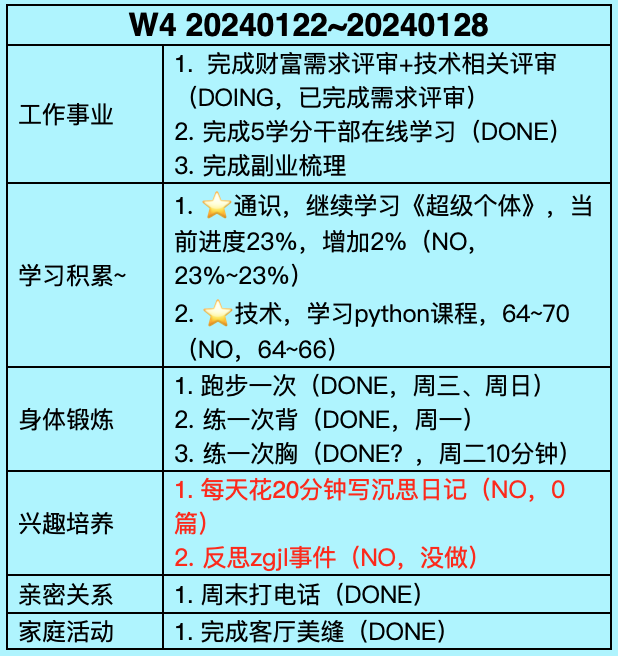 W4 20240122~20240128
工作事业
1. 完成财富需求评审+技术相关评审
（DOING，已完成需求评审）
2. 完成5学分干部在线学习（DONE）
3. 完成副业梳理
学习积累~
1. ⭐通识，继续学习《超级个体》，当
前进度23%，增加2%（NO，
23%~23%）
2. ⭐技术，学习python课程，64~70
（NO，64~66）
身体锻炼
1. 跑步一次（DONE，周三、周日）
2. 练一次背（DONE，周一）
3. 练一次胸（DONE？，周二10分钟）
兴趣培养
1. 每天花20分钟写沉思日记（NO，0
篇）
2. 反思zgjl事件（NO，没做）
亲密关系
1. 周末打电话（DONE）
家庭活动
1. 完成客厅美缝（DONE）